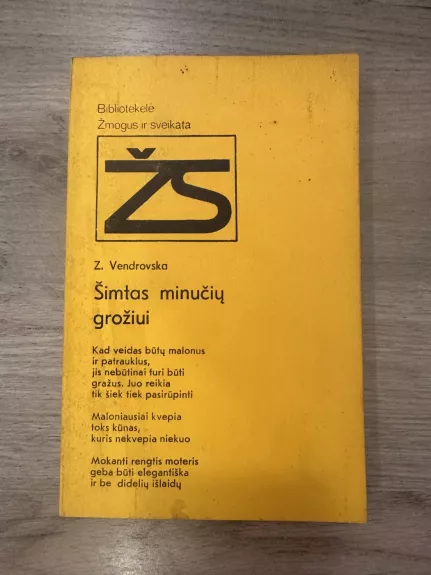 Bibliotekelė
Žmogus ir sveikata
ŽS
Z. Vendrovska
Šimtas minučių
grožiui
Kad veidas būtų malonus
ir patrauklus,
jis nebūtinai turi būti
gražus. Juo reikia
tik šiek tiek pasirūpinti
Maloniausiai kvepia
toks kūnas,
kuris nekvepia niekuo
Mokanti rengtis moteris
geba būti elegantiška
ir be didelių išlaidų